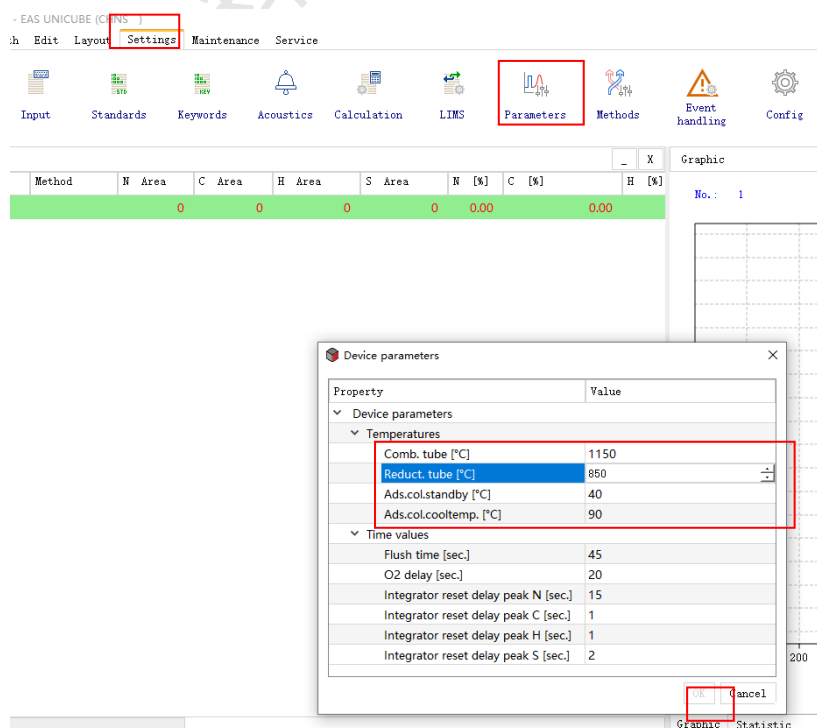 - EAS UNICUBE (CHNS )
Edit Layout Settings Maintenance Service
STD KEY
Input Standards Keywords Acoustics Calculation LIMS Parameters Methods Event handling Config
_ X Graphic
Method N Area C Area H Area S Area N [%] C [%] H [%]
0 0 0 0 0.00 0.00
No.: 1
Device parameters
Property Value
Device parameters
Temperatures
Comb. tube [°C] 1150
Reduct. tube [°C] 850
Ads.col.standby [°C] 40
Ads.col.cooltemp. [°C] 90
Time values
Flush time [sec.] 45
O2 delay [sec.] 20
Integrator reset delay peak N [sec.] 15
Integrator reset delay peak C [sec.] 1
Integrator reset delay peak H [sec.] 1
Integrator reset delay peak S [sec.] 2
200
OK Cancel
Graphic Statistic